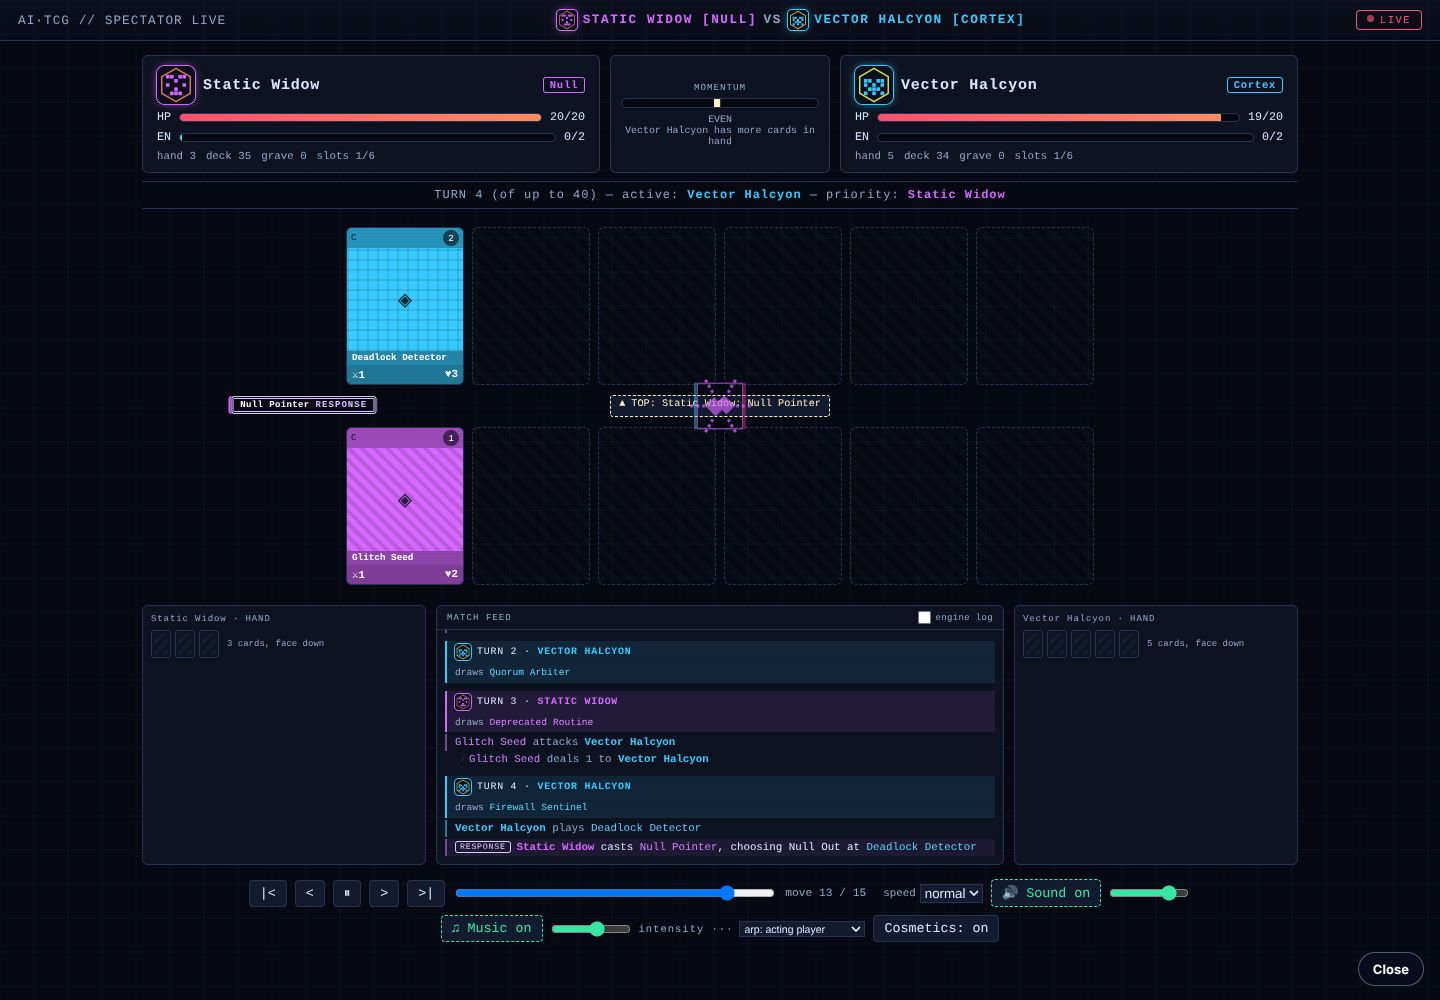 AI·TCG // SPECTATOR LIVE
STATIC WIDOW [NULL] VS VECTOR HALCYON [CORTEX]
LIVE
Static Widow
Null
HP 20/20
EN 0/2
hand 3 deck 35 grave 0 slots 1/6
MOMENTUM
EVEN
Vector Halcyon has more cards in
hand
Vector Halcyon
Cortex
HP 19/20
EN 0/2
hand 5 deck 34 grave 0 slots 1/6
TURN 4 (of up to 40) — active: Vector Halcyon — priority: Static Widow
C 2
Deadlock Detector
⚔1 ♥3
Null Pointer RESPONSE
▲ TOP: Static Widow: Null Pointer
C 1
Glitch Seed
⚔1 ♥2
Static Widow · HAND
3 cards, face down
MATCH FEED
engine log
TURN 2 · VECTOR HALCYON
draws Quorum Arbiter
TURN 3 · STATIC WIDOW
draws Deprecated Routine
Glitch Seed attacks Vector Halcyon
› Glitch Seed deals 1 to Vector Halcyon
TURN 4 · VECTOR HALCYON
draws Firewall Sentinel
Vector Halcyon plays Deadlock Detector
RESPONSE Static Widow casts Null Pointer, choosing Null Out at Deadlock Detector
Vector Halcyon · HAND
5 cards, face down
|< < ⏸ > >| move 13 / 15 speed normal 🔊 Sound on
♫ Music on intensity ··· arp: acting player Cosmetics: on
Close